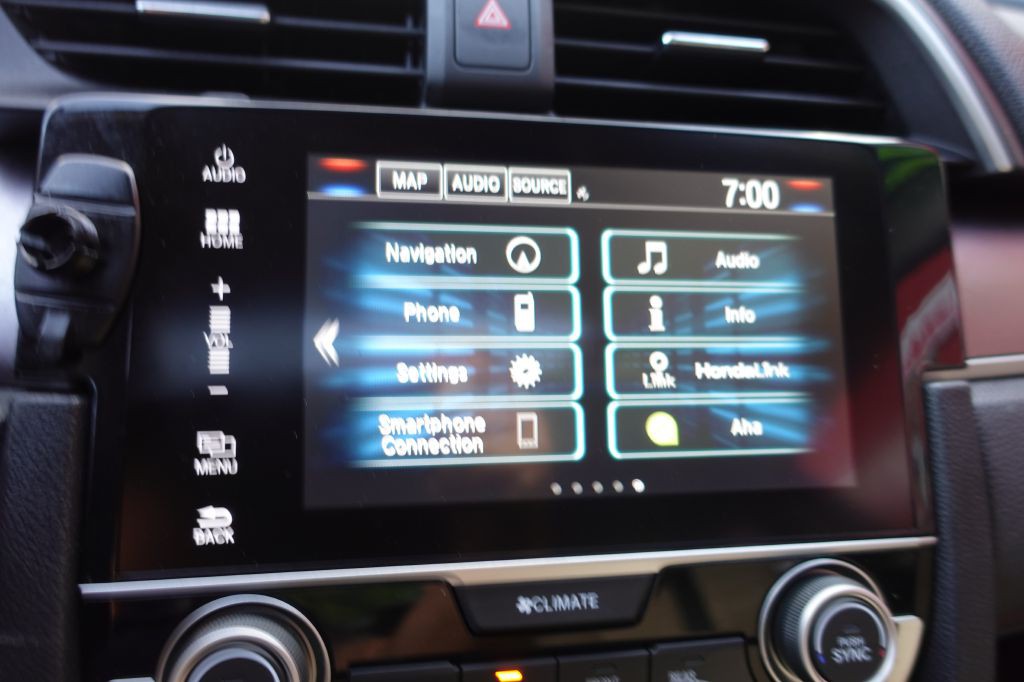 AUDIO
HOME
+
VOL
-
MENU
BACK
MAP AUDIO SOURCE 7:00
Navigation
Audio
Phone
Info
Settings
Link HondaLink
Smartphone
Connection
Aha
CLIMATE
PUSH
SYNC
REAR